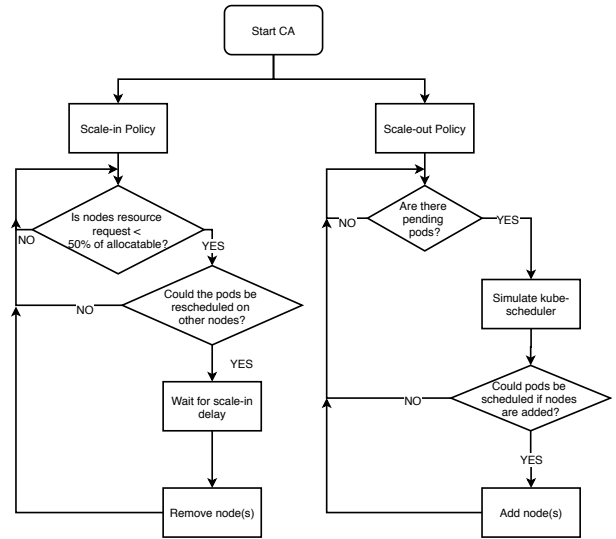 Start CA
Scale-in Policy
Is nodes resource
request <
50% of allocatable?
NO
YES
Could the pods be
rescheduled on
other nodes?
NO
YES
Wait for scale-in
delay
Remove node(s)
Scale-out Policy
Are there
pending
pods?
NO
YES
Simulate kube-
scheduler
Could pods be
scheduled if nodes
are added?
NO
YES
Add node(s)